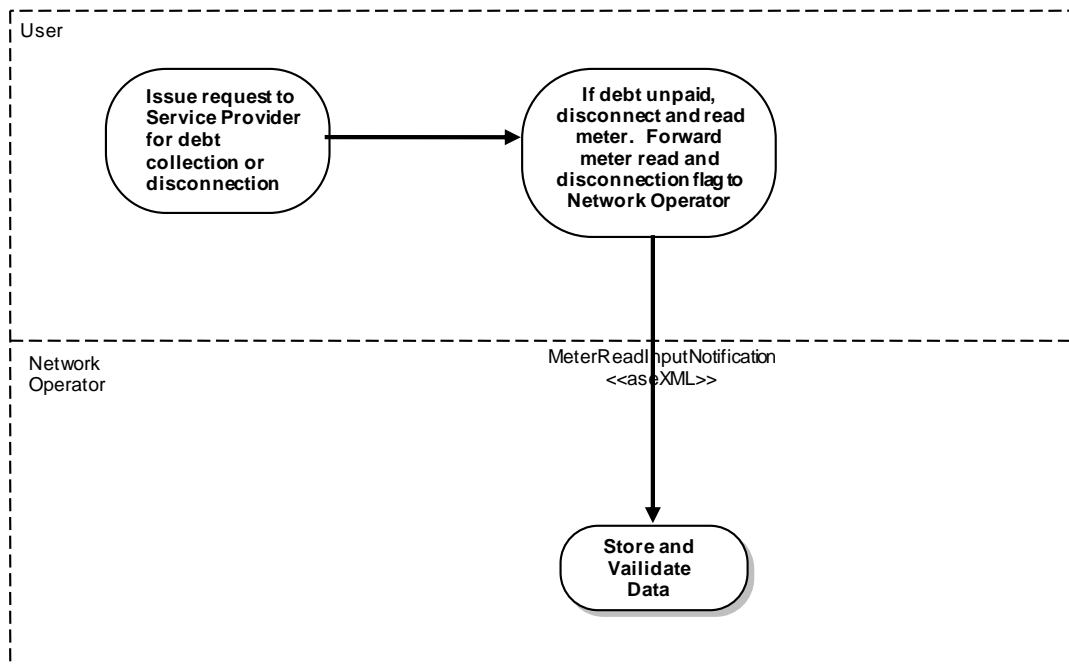 User
Issue request to
Service Provider
for debt
collection or
disconnection
If debt unpaid,
disconnect and read
meter. Forward
meter read and
disconnection flag to
Network Operator
Network
Operator
MeterReadInputNotification
<<aseXML>>
Store and
Vailidate
Data